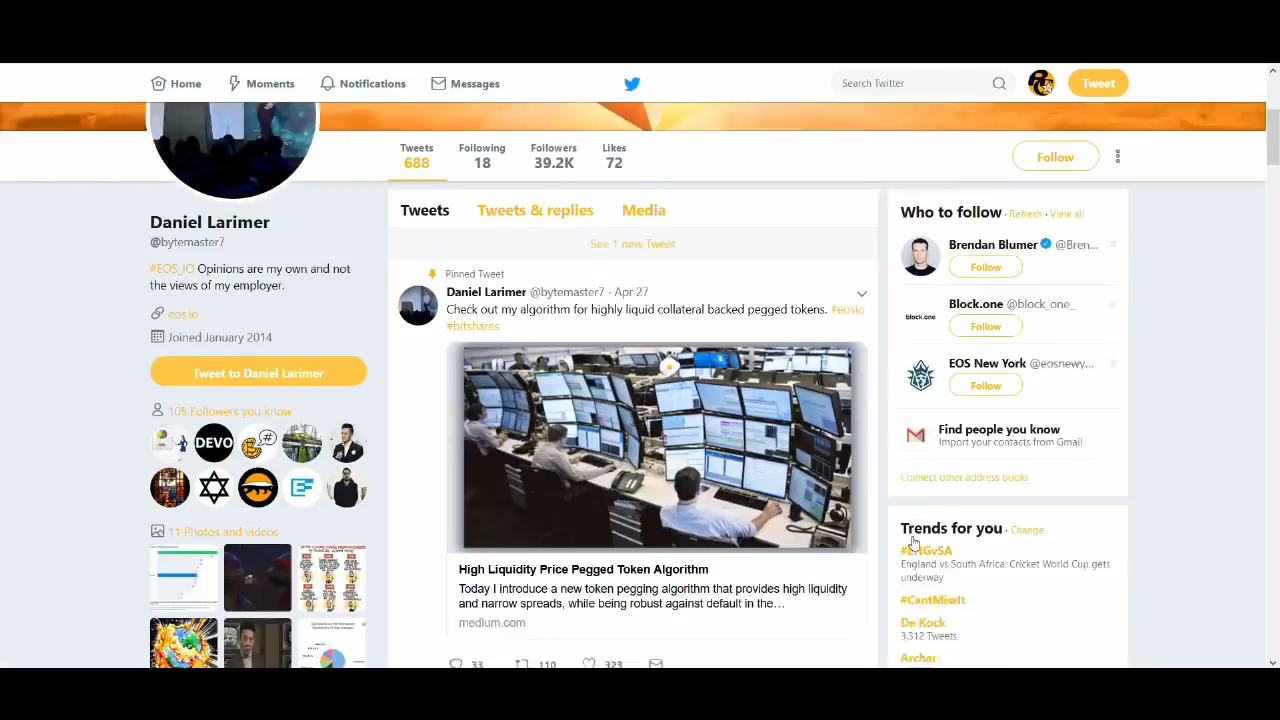 Home
Moments
Notifications
Messages
Search Twitter
Tweet
Tweets
688
Following
18
Followers
39.2K
Likes
72
Follow
Daniel Larimer
@bytemaster7
#EOS_IO Opinions are my own and not
the views of my employer.
eos.io
Joined January 2014
Tweet to Daniel Larimer
105 Followers you know
DEVO
11 Photos and videos
Tweets
Tweets & replies
Media
See 1 new Tweet
Pinned Tweet
Daniel Larimer @bytemaster7 · Apr 27
Check out my algorithm for highly liquid collateral backed pegged tokens. #eosio
#bitshares
High Liquidity Price Pegged Token Algorithm
Today I introduce a new token pegging algorithm that provides high liquidity
and narrow spreads, while being robust against default in the…
medium.com
33
110
323
Who to follow · Refresh · View all
Brendan Blumer @Bren...
Follow
block.one
Block.one @block_one_
Follow
EOS New York @eosnewy...
Follow
Find people you know
Import your contacts from Gmail
Connect other address books
Trends for you · Change
England vs South Africa: Cricket World Cup gets
underway
#CantMissIt
De Kock
3,312 Tweets
Archer